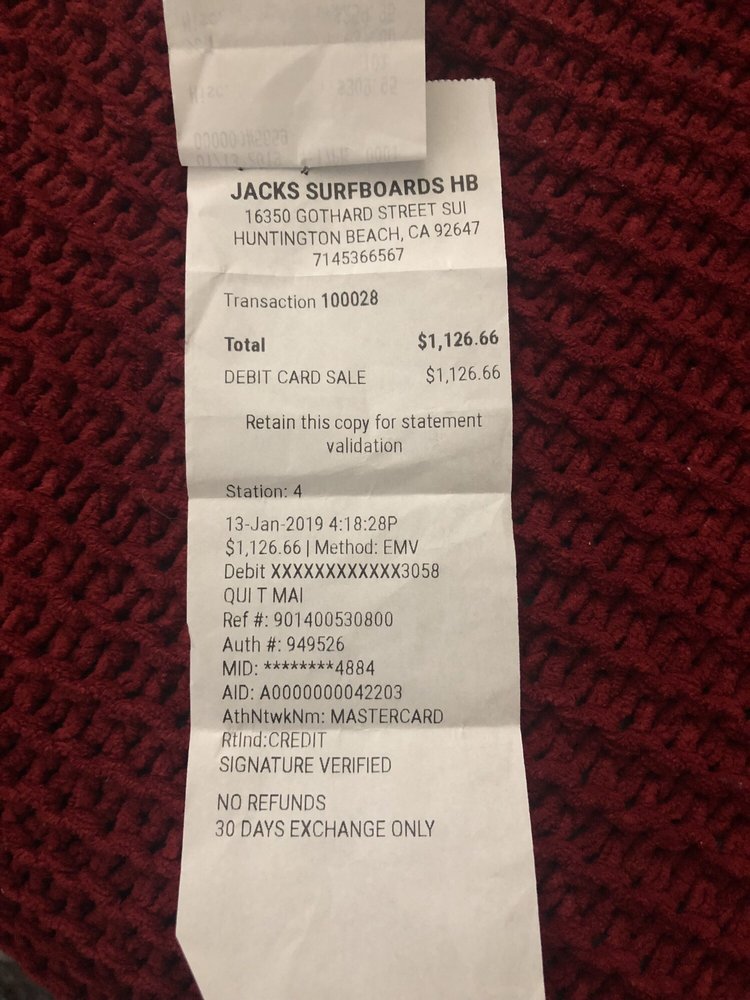 JACKS SURFBOARDS HB
16350 GOTHARD STREET SUI
HUNTINGTON BEACH, CA 92647
7145366567
Transaction 100028
Total $1,126.66
DEBIT CARD SALE $1,126.66
Retain this copy for statement
validation
Station: 4
13-Jan-2019 4:18:28P
$1,126.66 | Method: EMV
Debit XXXXXXXXXXXX3058
QUI T MAI
Ref #: 901400530800
Auth #: 949526
MID: ********4884
AID: A0000000042203
AthNtwkNm: MASTERCARD
RtInd:CREDIT
SIGNATURE VERIFIED
NO REFUNDS
30 DAYS EXCHANGE ONLY